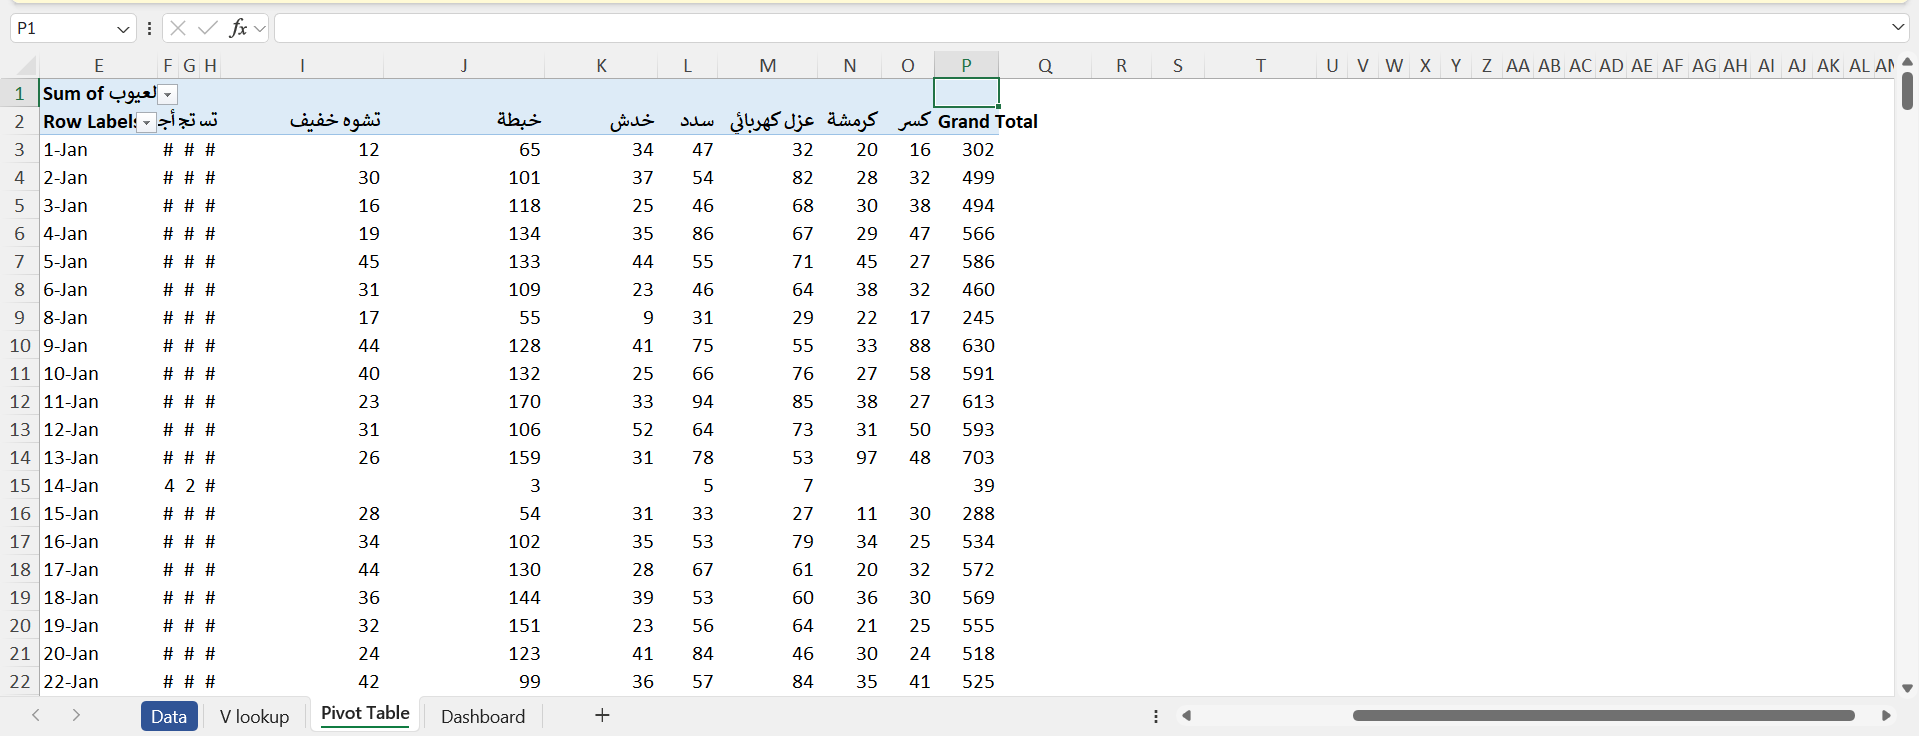 P1 fx
E F G H I J K L M N O P Q R S T U V W X Y Z AA AB AC AD AE AF AG AH AI AJ AK AL
1 Sum of العيوب
2 Row Labels تشوه خفيف خبطة خدش سدد عزل كهربائي كرمشة كسر Grand Total
3 1-Jan # # # 12 65 34 47 32 20 16 302
4 2-Jan # # # 30 101 37 54 82 28 32 499
5 3-Jan # # # 16 118 25 46 68 30 38 494
6 4-Jan # # # 19 134 35 86 67 29 47 566
7 5-Jan # # # 45 133 44 55 71 45 27 586
8 6-Jan # # # 31 109 23 46 64 38 32 460
9 8-Jan # # # 17 55 9 31 29 22 17 245
10 9-Jan # # # 44 128 41 75 55 33 88 630
11 10-Jan # # # 40 132 25 66 76 27 58 591
12 11-Jan # # # 23 170 33 94 85 38 27 613
13 12-Jan # # # 31 106 52 64 73 31 50 593
14 13-Jan # # # 26 159 31 78 53 97 48 703
15 14-Jan 4 2 # 3 5 7 39
16 15-Jan # # # 28 54 31 33 27 11 30 288
17 16-Jan # # # 34 102 35 53 79 34 25 534
18 17-Jan # # # 44 130 28 67 61 20 32 572
19 18-Jan # # # 36 144 39 53 60 36 30 569
20 19-Jan # # # 32 151 23 56 64 21 25 555
21 20-Jan # # # 24 123 41 84 46 30 24 518
22 22-Jan # # # 42 99 36 57 84 35 41 525
Data V lookup Pivot Table Dashboard